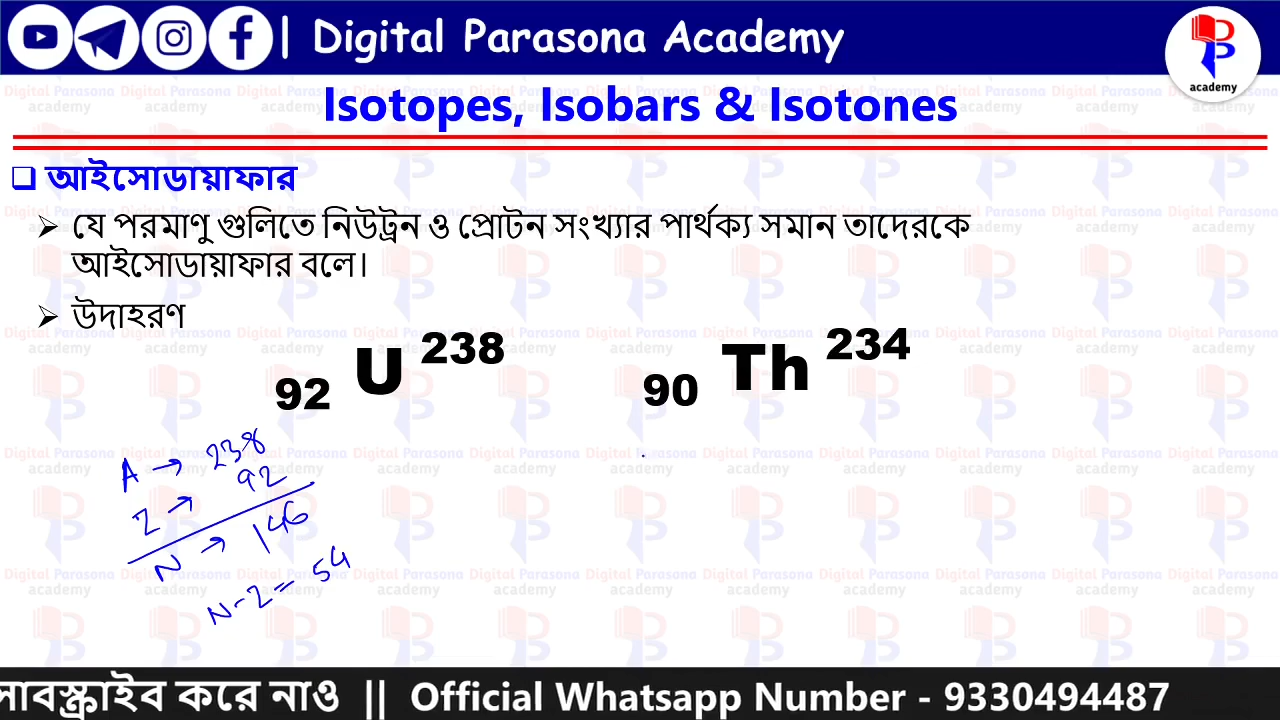 | Digital Parasona Academy
academy
Isotopes, Isobars & Isotones
আইসোডায়াফার
যে পরমাণু গুলিতে নিউট্রন ও প্রোটন সংখ্যার পার্থক্য সমান তাদেরকে
আইসোডায়াফার বলে।
উদাহরণ
92 U 238
90 Th 234
A → 238
Z → 92
N → 146
N-Z = 54
সাবস্ক্রাইব করে নাও || Official Whatsapp Number - 9330494487